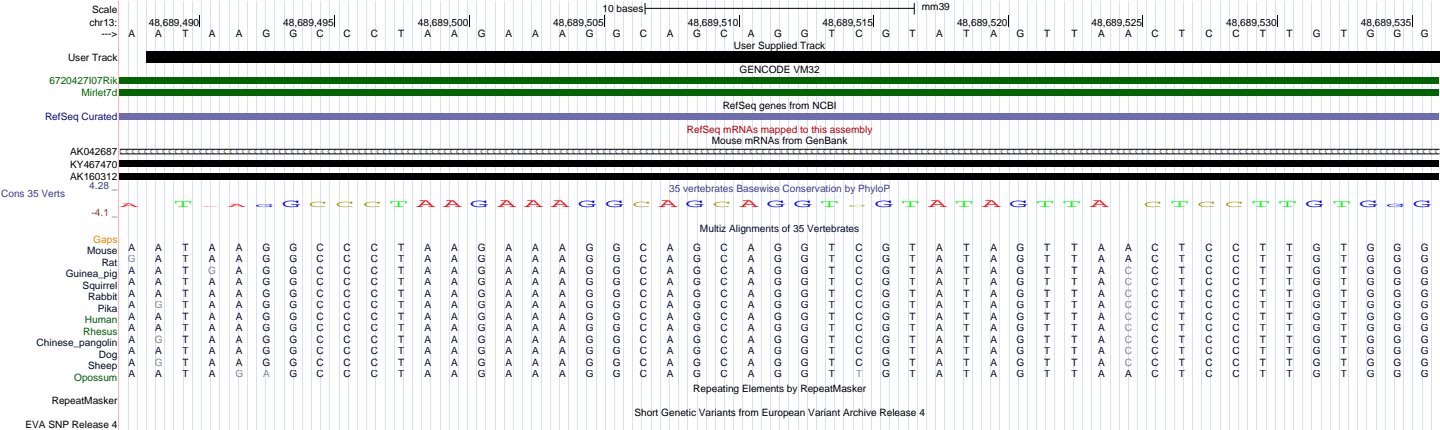 Scale 10 bases mm39
chr13: 48,689,490 48,689,495 48,689,500 48,689,505 48,689,510 48,689,515 48,689,520 48,689,525 48,689,530 48,689,535
---> A A T A A G G C C C T A A G A A A G G C A G C A G G T C G T A T A G T T A A C T C C T T G T G G G
User Supplied Track
User Track
GENCODE VM32
6720427I07Rik
Mirlet7d
RefSeq genes from NCBI
RefSeq Curated
RefSeq mRNAs mapped to this assembly
Mouse mRNAs from GenBank
AK042687
KY467470
AK160312
35 vertebrates Basewise Conservation by PhyloP
4.28 _
Cons 35 Verts A T A G G C C C T A A G A A A G G C A G C A G G T G T A T A G T T A C T C C T T G T G G G
-4.1 _
Multiz Alignments of 35 Vertebrates
Gaps
Mouse A A T A A G G C C C T A A G A A A G G C A G C A G G T C G T A T A G T T A A C T C C T T G T G G G
Rat G A T A A G G C C C T A A G A A A G G C A G C A G G T C G T A T A G T T A A C T C C T T G T G G G
Guinea_pig A A T G A G G C C C T A A G A A A G G C A G C A G G T C G T A T A G T T A C C T C C T T G T G G G
Squirrel A A T A A G G C C C T A A G A A A G G C A G C A G G T C G T A T A G T T A C C T C C T T G T G G G
Rabbit A A T A A G G C C C T A A G A A A G G C A G C A G G T C G T A T A G T T A C C T C C T T G T G G G
Pika A G T A A G G C C C T A A G A A A G G C A G C A G G T C G T A T A G T T A C C T C C T T G T G G G
Human A A T A A G G C C C T A A G A A A G G C A G C A G G T C G T A T A G T T A C C T C C T T G T G G G
Rhesus A A T A A G G C C C T A A G A A A G G C A G C A G G T C G T A T A G T T A C C T C C T T G T G G G
Chinese_pangolin A G T A A G G C C C T A A G A A A G G C A G C A G G T C G T A T A G T T A C C T C C T T G T G G G
Dog A A T A A G G C C C T A A G A A A G G C A G C A G G T C G T A T A G T T A C C T C C T T G T G G G
Sheep A G T A A G G C C C T A A G A A A G G C A G C A G G T C G T A T A G T T A C C T C C T T G T G G G
Opossum A A T A G A G C C C T A A G A A A G G C A G C A G G T T G T A T A G T T A A C T C C T T G T G G G
Repeating Elements by RepeatMasker
RepeatMasker
Short Genetic Variants from European Variant Archive Release 4
EVA SNP Release 4